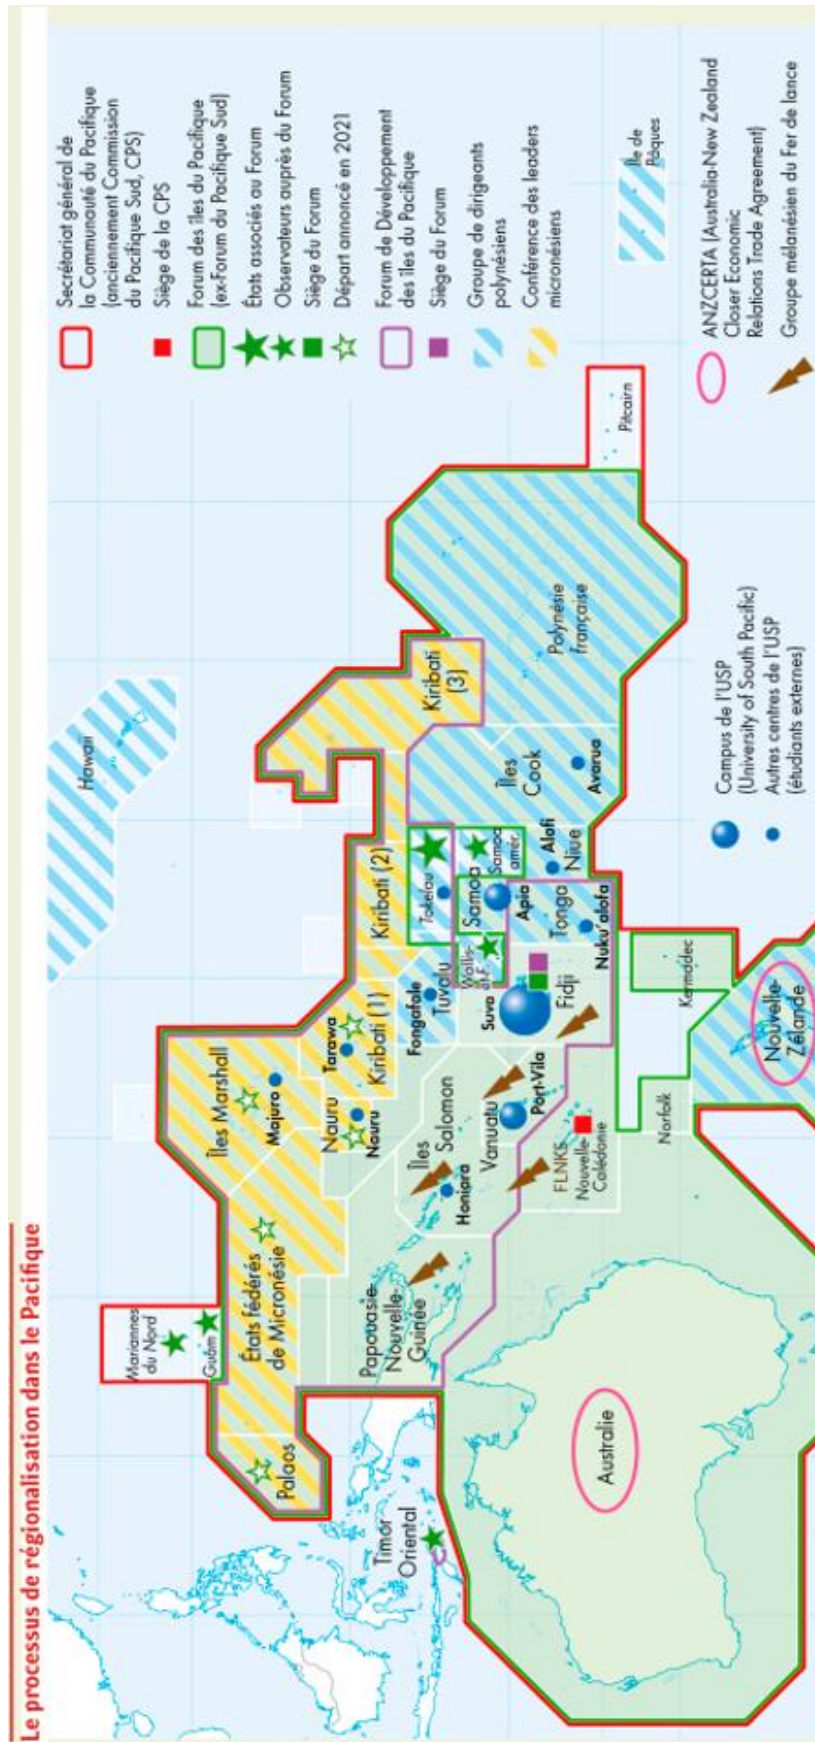 Le processus de régionalisation dans le Pacifique
Hawaii
Mariannes
du Nord
Guam
Palaos
États fédérés
de Micronésie
Îles Marshall
Majuro
Nauru
Nauru
Tarawa
Kiribati (1)
Kiribati (2)
Kiribati
(3)
Timor
Oriental
Papouasie-
Nouvelle-
Guinée
Îles
Salomon
Honiara
Fongafale
Tuvalu
Tokelau
Wallis-
et-F.
Samoa
Apia
Samoa
amér.
Îles
Cook
Avarua
Alofi
Niue
Tonga
Nuku'alofa
Suva
Fidji
Vanuatu
Port-Vila
FLNKS
Nouvelle-
Calédonie
Polynésie
française
Pitcairn
Île de
Pâques
Australie
Norfolk
Kermadec
Nouvelle-
Zélande
Secrétariat général de
la Communauté du Pacifique
(anciennement Commission
du Pacifique Sud, CPS)
Siège de la CPS
Forum des îles du Pacifique
(ex-Forum du Pacifique Sud)
États associés au Forum
Observateurs auprès du Forum
Siège du Forum
Départ annoncé en 2021
Forum de Développement
des îles du Pacifique
Siège du Forum
Groupe de dirigeants
polynésiens
Conférence des leaders
micronésiens
ANZCERTA (Australia-New Zealand
Closer Economic
Relations Trade Agreement)
Groupe mélanésien du Fer de lance
Campus de l'USP
(University of South Pacific)
Autres centres de l'USP
(étudiants externes)